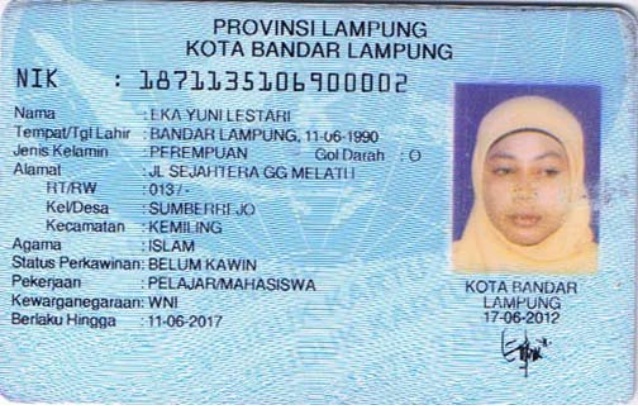 PROVINSI LAMPUNG
KOTA BANDAR LAMPUNG
NIK : 1871135106900002
Nama : EKA YUNI LESTARI
Tempat/Tgl Lahir : BANDAR LAMPUNG, 11-06-1990
Jenis Kelamin : PEREMPUAN Gol Darah : O
Alamat : JL SEJAHTERA GG MELATI I
RT/RW : 013/-
Kel/Desa : SUMBERREJO
Kecamatan : KEMILING
Agama : ISLAM
Status Perkawinan: BELUM KAWIN
Pekerjaan : PELAJAR/MAHASISWA
Kewarganegaraan: WNI
Berlaku Hingga : 11-06-2017
KOTA BANDAR
LAMPUNG
17-06-2012